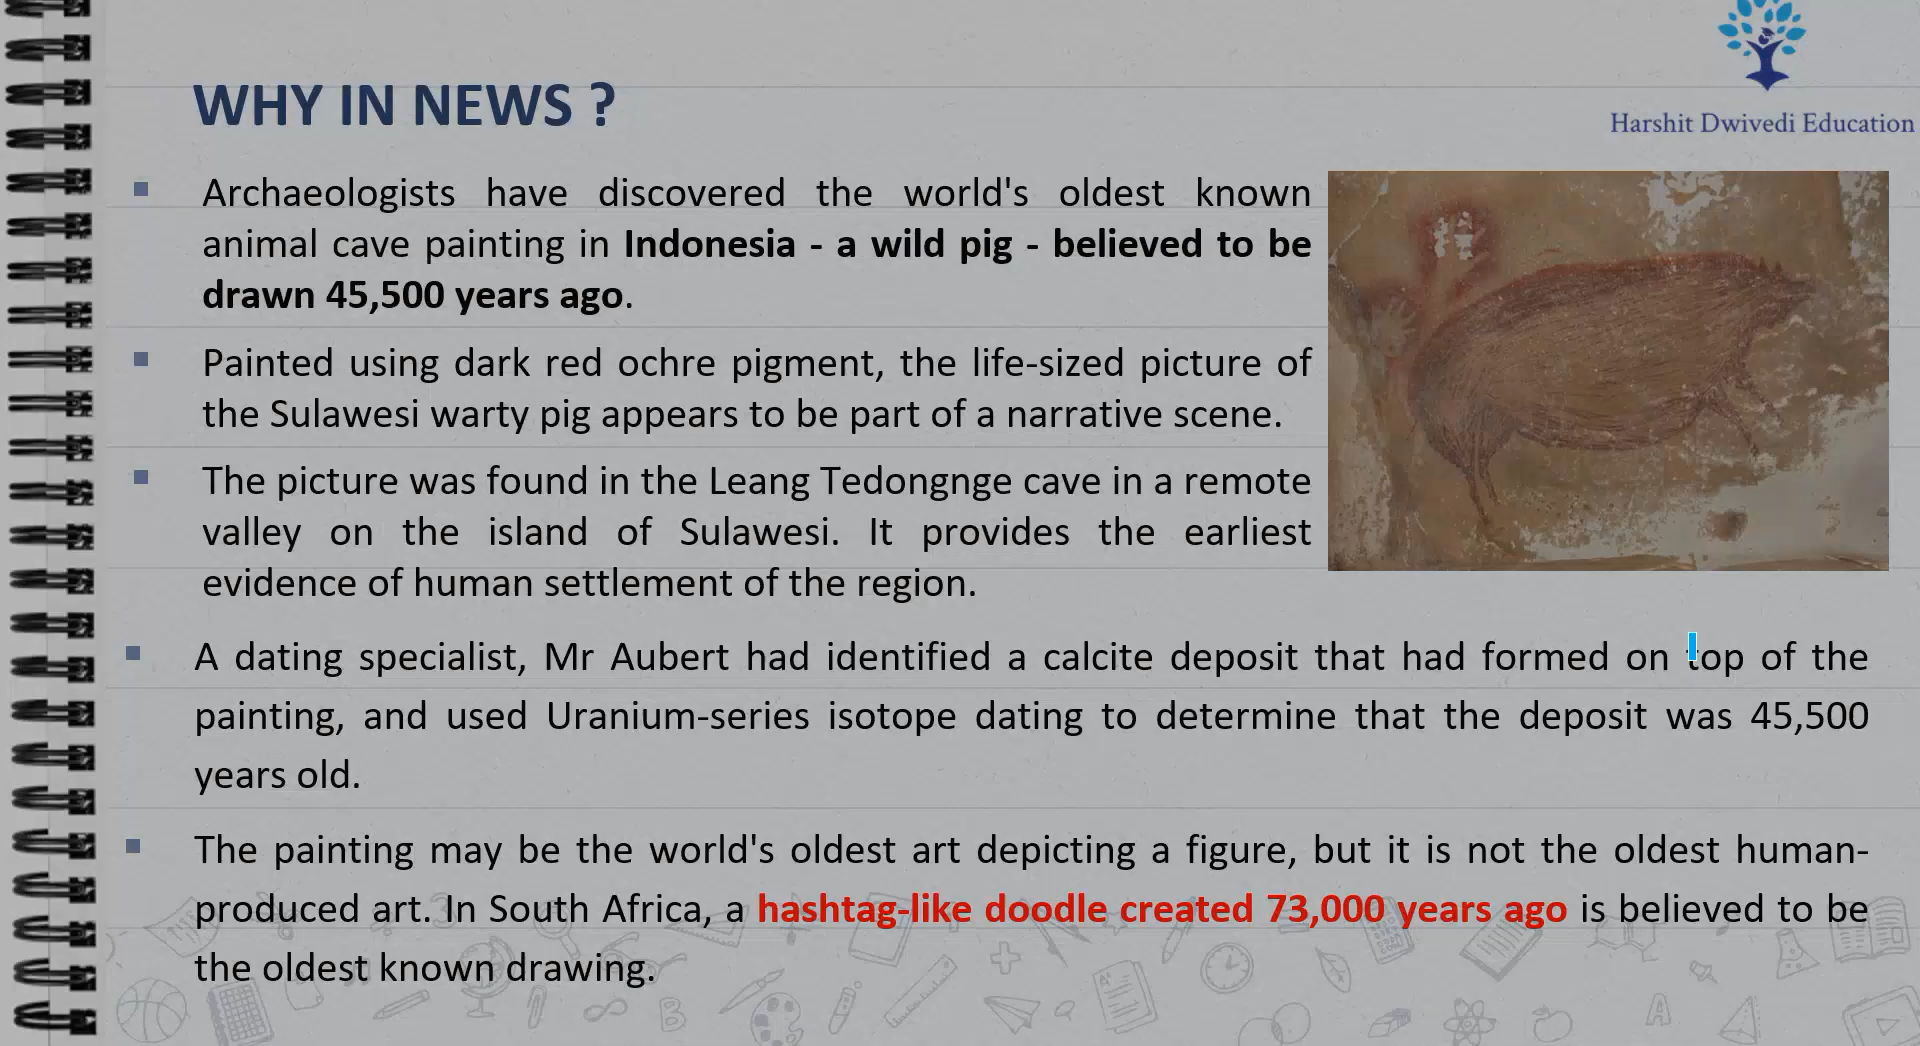 WHY IN NEWS ?
Harshit Dwivedi Education
Archaeologists have discovered the world's oldest known
animal cave painting in Indonesia - a wild pig - believed to be
drawn 45,500 years ago.
Painted using dark red ochre pigment, the life-sized picture of
the Sulawesi warty pig appears to be part of a narrative scene.
The picture was found in the Leang Tedongnge cave in a remote
valley on the island of Sulawesi. It provides the earliest
evidence of human settlement of the region.
A dating specialist, Mr Aubert had identified a calcite deposit that had formed on top of the
painting, and used Uranium-series isotope dating to determine that the deposit was 45,500
years old.
The painting may be the world's oldest art depicting a figure, but it is not the oldest human-
produced art. In South Africa, a hashtag-like doodle created 73,000 years ago is believed to be
the oldest known drawing.